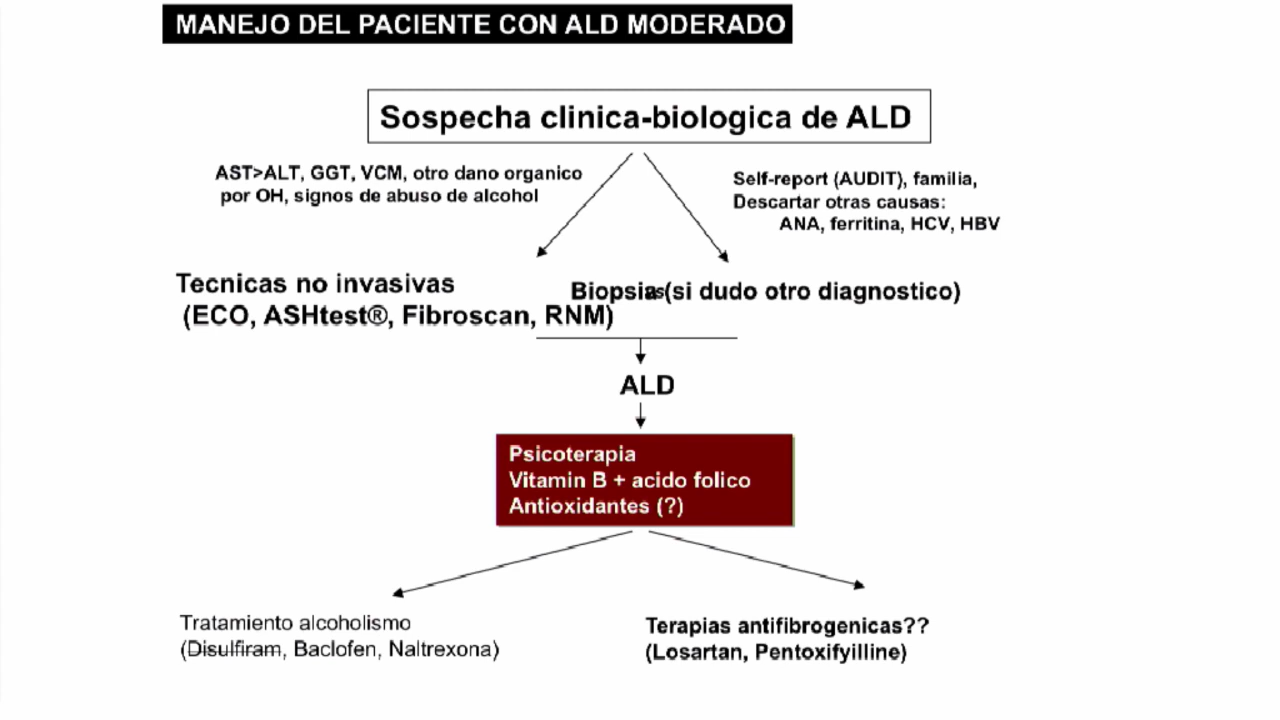 MANEJO DEL PACIENTE CON ALD MODERADO
Sospecha clinica-biologica de ALD
AST>ALT, GGT, VCM, otro dano organico
por OH, signos de abuso de alcohol
Self-report (AUDIT), familia,
Descartar otras causas:
ANA, ferritina, HCV, HBV
Tecnicas no invasivas
(ECO, ASHtest®, Fibroscan, RNM)
Biopsias (si dudo otro diagnostico)
ALD
Psicoterapia
Vitamin B + acido folico
Antioxidantes (?)
Tratamiento alcoholismo
(Disulfiram, Baclofen, Naltrexona)
Terapias antifibrogenicas??
(Losartan, Pentoxifyilline)